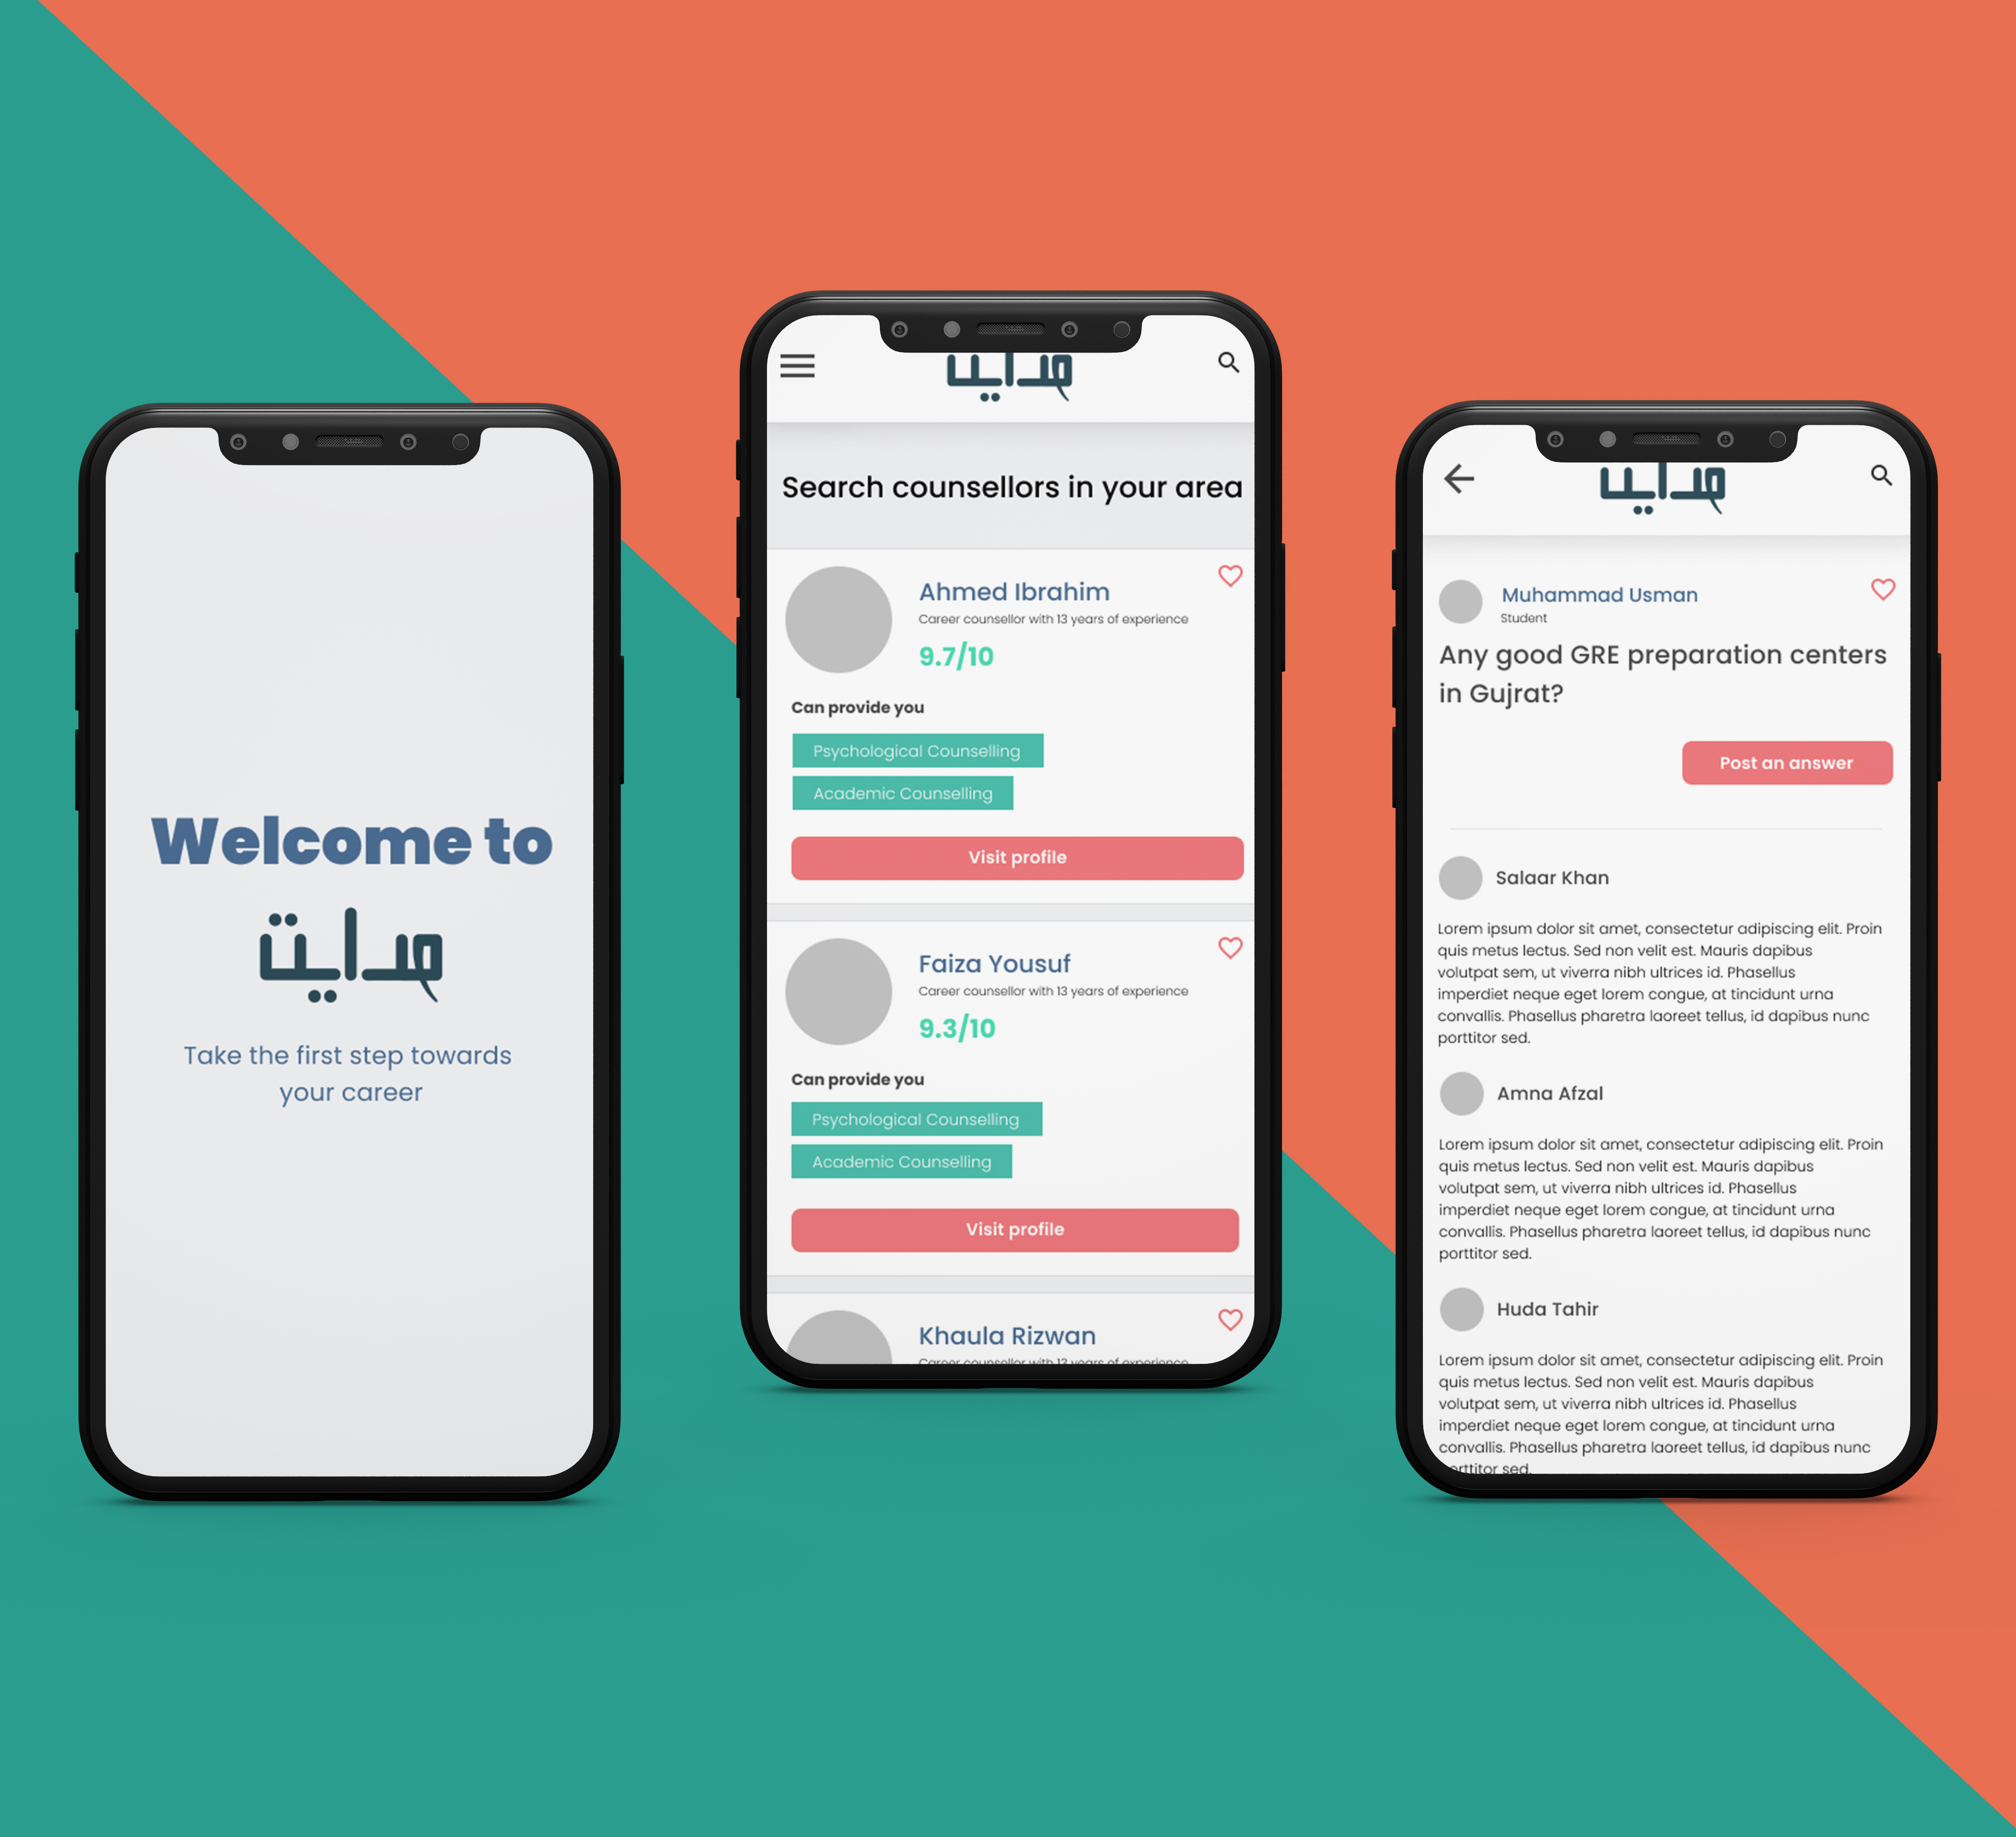 Welcome to
ہدایت
Take the first step towards
your career
ہدایت
Search counsellors in your area
Ahmed Ibrahim
Career counsellor with 13 years of experience
9.7/10
Can provide you
Psychological Counselling
Academic Counselling
Visit profile
Faiza Yousuf
Career counsellor with 13 years of experience
9.3/10
Can provide you
Psychological Counselling
Academic Counselling
Visit profile
Khaula Rizwan
Career counsellor with 13 years of experience
ہدایت
Muhammad Usman
Student
Any good GRE preparation centers
in Gujrat?
Post an answer
Salaar Khan
Lorem ipsum dolor sit amet, consectetur adipiscing elit. Proin
quis metus lectus. Sed non velit est. Mauris dapibus
volutpat sem, ut viverra nibh ultrices id. Phasellus
imperdiet neque eget lorem congue, at tincidunt urna
convallis. Phasellus pharetra laoreet tellus, id dapibus nunc
porttitor sed.
Amna Afzal
Lorem ipsum dolor sit amet, consectetur adipiscing elit. Proin
quis metus lectus. Sed non velit est. Mauris dapibus
volutpat sem, ut viverra nibh ultrices id. Phasellus
imperdiet neque eget lorem congue, at tincidunt urna
convallis. Phasellus pharetra laoreet tellus, id dapibus nunc
porttitor sed.
Huda Tahir
Lorem ipsum dolor sit amet, consectetur adipiscing elit. Proin
quis metus lectus. Sed non velit est. Mauris dapibus
volutpat sem, ut viverra nibh ultrices id. Phasellus
imperdiet neque eget lorem congue, at tincidunt urna
convallis. Phasellus pharetra laoreet tellus, id dapibus nunc
porttitor sed.